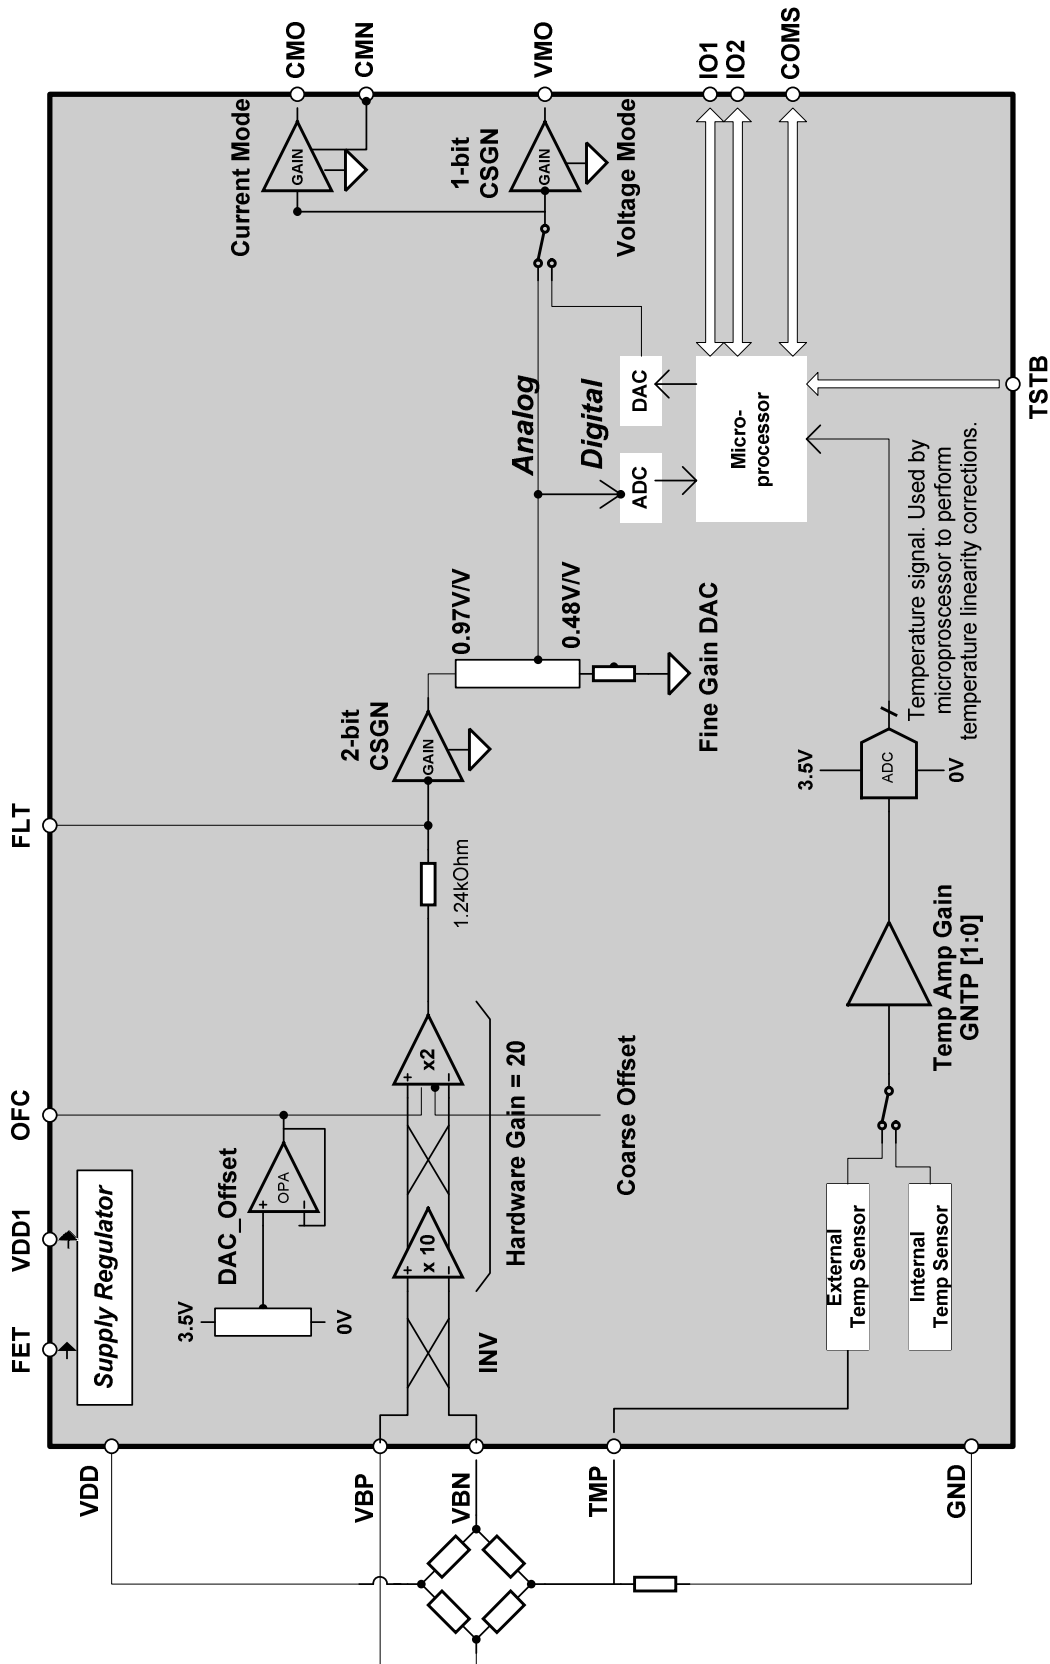 VDD
VBP
VBN
TMP
GND
FET
VDD1
OFC
FLT
CMO
CMN
VMO
IO1
IO2
COMS
TSTB
Supply Regulator
3.5V
0V
DAC_Offset
OPA
+
−
INV
+
−
x 10
+
−
x2
Hardware Gain = 20
Coarse Offset
1.24kOhm
2-bit
CSGN
GAIN
0.97V/V
0.48V/V
Fine Gain DAC
Analog
Digital
ADC
DAC
Micro-
processor
Current Mode
GAIN
1-bit
CSGN
GAIN
Voltage Mode
External
Temp Sensor
Internal
Temp Sensor
Temp Amp Gain
GNTP [1:0]
3.5V
ADC
0V
Temperature signal. Used by
microproscessor to perform
temperature linearity corrections.